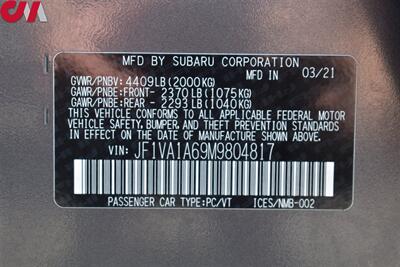 MFD BY SUBARU CORPORATION
MFD IN 03/21
GVWR/PNBV: 4409LB(2000KG)
GAWR/PNBE:FRONT- 2370LB(1075KG)
GAWR/PNBE:REAR - 2293LB(1040KG)
THIS VEHICLE CONFORMS TO ALL APPLICABLE FEDERAL MOTOR
VEHICLE SAFETY,BUMPER, AND THEFT PREVENTION STANDARDS
IN EFFECT ON THE DATE OF MANUFACTURE SHOWN ABOVE.
VIN: JF1VA1A69M9804817
PASSENGER CAR TYPE:PC/VT ICES/NMB-002